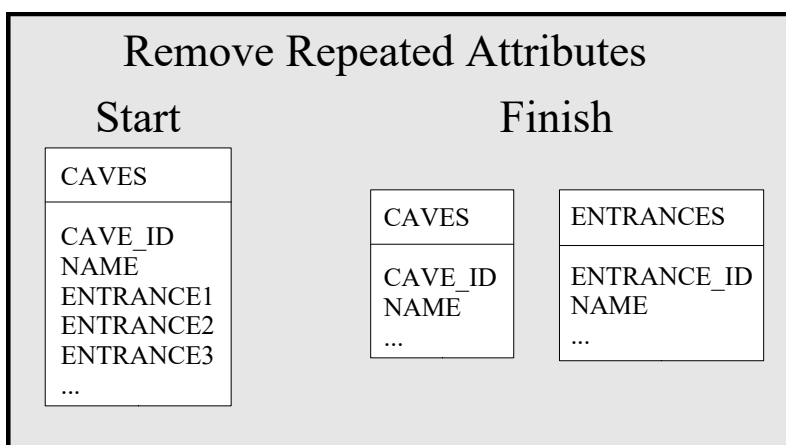 Remove Repeated Attributes
Start
Finish
CAVES
CAVE_ID
NAME
ENTRANCE1
ENTRANCE2
ENTRANCE3
...
CAVES
CAVE_ID
NAME
...
ENTRANCES
ENTRANCE_ID
NAME
...